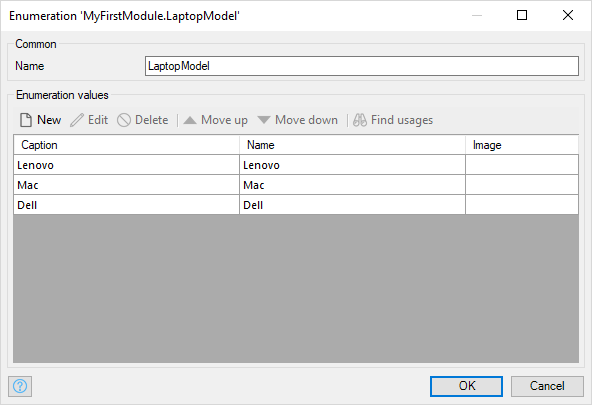 Enumeration 'MyFirstModule.LaptopModel'
Common
Name LaptopModel
Enumeration values
New Edit Delete Move up Move down Find usages
Caption Name Image
Lenovo Lenovo
Mac Mac
Dell Dell
? OK Cancel